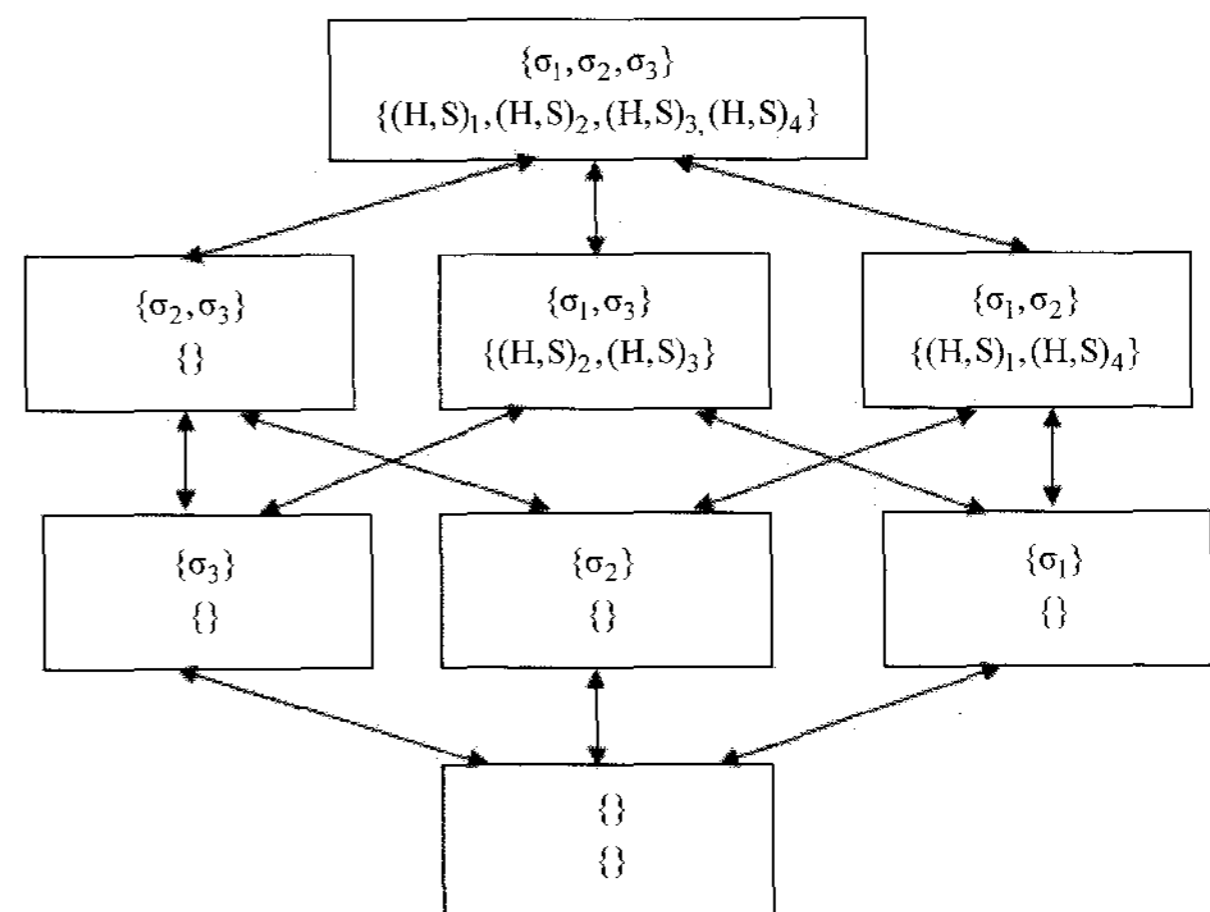 {σ₁,σ₂,σ₃}
{(H,S)₁,(H,S)₂,(H,S)₃,(H,S)₄}
{σ₂,σ₃}
{}
{σ₁,σ₃}
{(H,S)₂,(H,S)₃}
{σ₁,σ₂}
{(H,S)₁,(H,S)₄}
{σ₃}
{}
{σ₂}
{}
{σ₁}
{}
{}
{}